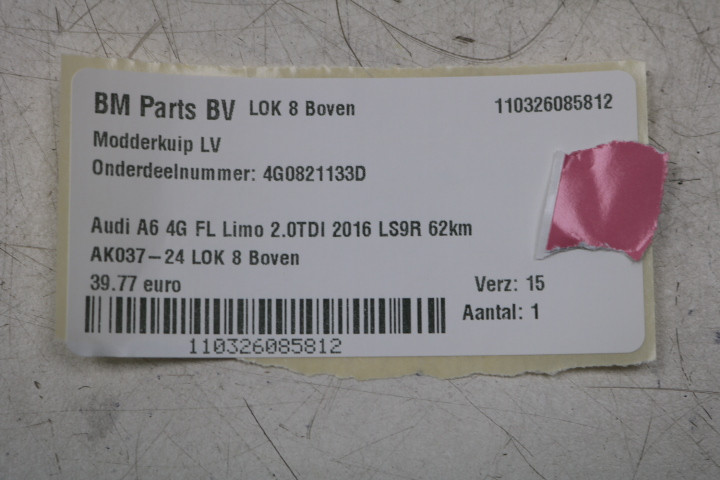 BM Parts BV LOK 8 Boven 110326085812
Modderkuip LV
Onderdeelnummer: 4G0821133D
Audi A6 4G FL Limo 2.0TDI 2016 LS9R 62km
AK037-24 LOK 8 Boven
39.77 euro Verz: 15
Aantal: 1
110326085812